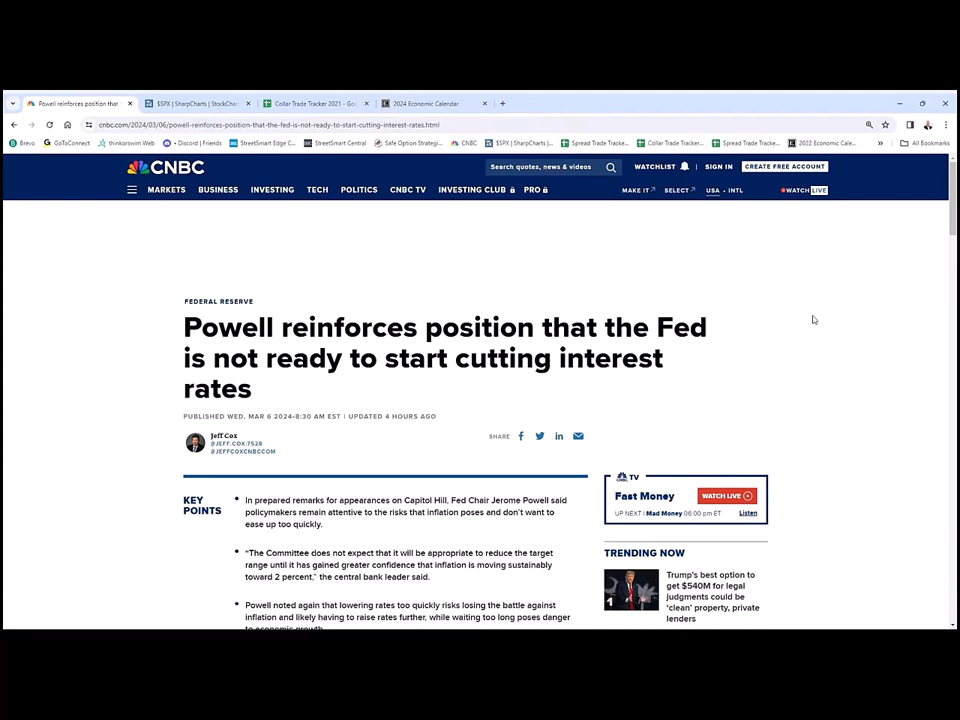 Powell reinforces position that
$SPX | SharpCharts | StockChar
Collar Trade Tracker 2021 - Goo
2024 Economic Calendar
cnbc.com/2024/03/06/powell-reinforces-position-that-the-fed-is-not-ready-to-start-cutting-interest-rates.html
Brevo
GoToConnect
thinkorswim Web
Discord | Friends
StreetSmart Edge C...
StreetSmart Central
Safe Option Strategi...
CNBC
$SPX | SharpCharts |...
Spread Trade Tracke...
Collar Trade Tracke...
Spread Trade Tracke...
2022 Economic Cale...
All Bookmarks
CNBC
Search quotes, news & videos
WATCHLIST
SIGN IN
CREATE FREE ACCOUNT
MARKETS BUSINESS INVESTING TECH POLITICS CNBC TV INVESTING CLUB PRO
MAKE IT SELECT USA • INTL WATCH LIVE
FEDERAL RESERVE
Powell reinforces position that the Fed
is not ready to start cutting interest
rates
PUBLISHED WED, MAR 6 2024•8:30 AM EST | UPDATED 4 HOURS AGO
Jeff Cox
@JEFF.COX.7528
@JEFFCOXCNBCCOM
SHARE
KEY
POINTS
In prepared remarks for appearances on Capitol Hill, Fed Chair Jerome Powell said
policymakers remain attentive to the risks that inflation poses and don't want to
ease up too quickly.
"The Committee does not expect that it will be appropriate to reduce the target
range until it has gained greater confidence that inflation is moving sustainably
toward 2 percent," the central bank leader said.
Powell noted again that lowering rates too quickly risks losing the battle against
inflation and likely having to raise rates further, while waiting too long poses danger
to economic growth.
TV
Fast Money
WATCH LIVE
UP NEXT | Mad Money 06:00 pm ET
Listen
TRENDING NOW
1
Trump's best option to
get $540M for legal
judgments could be
'clean' property, private
lenders